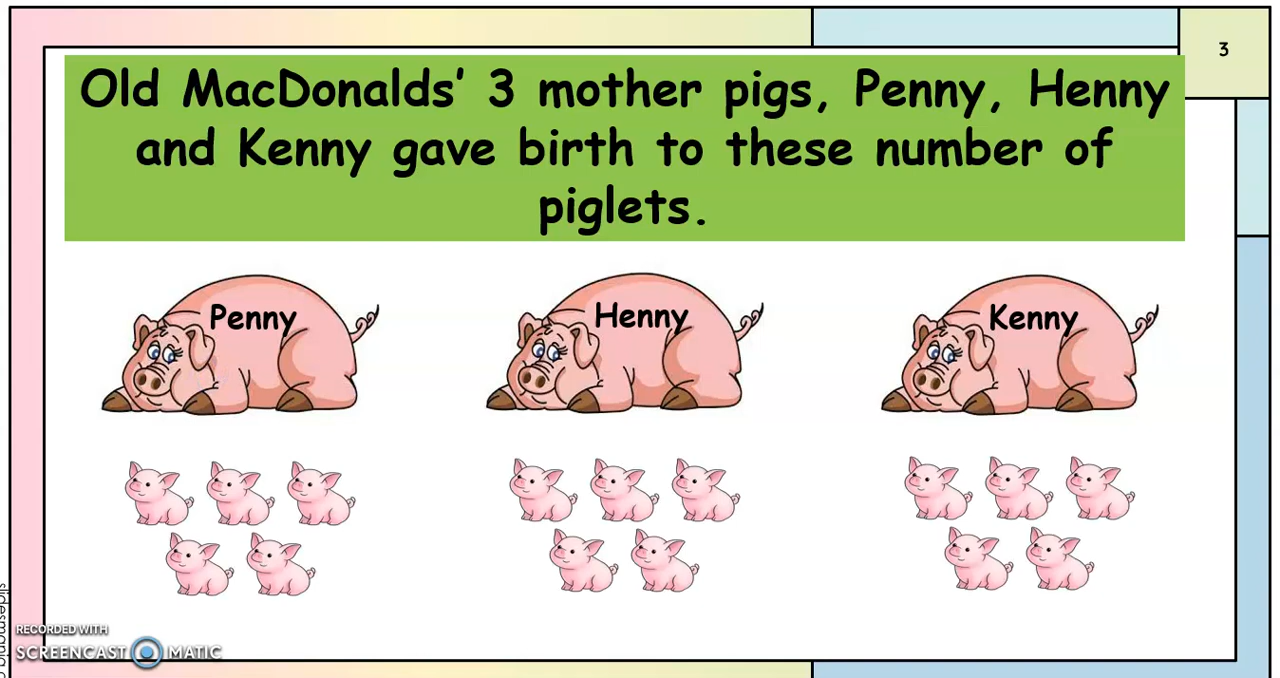 3
Old MacDonalds’ 3 mother pigs, Penny, Henny
and Kenny gave birth to these number of
piglets.
Penny
Henny
Kenny
RECORDED WITH
SCREENCAST MATIC